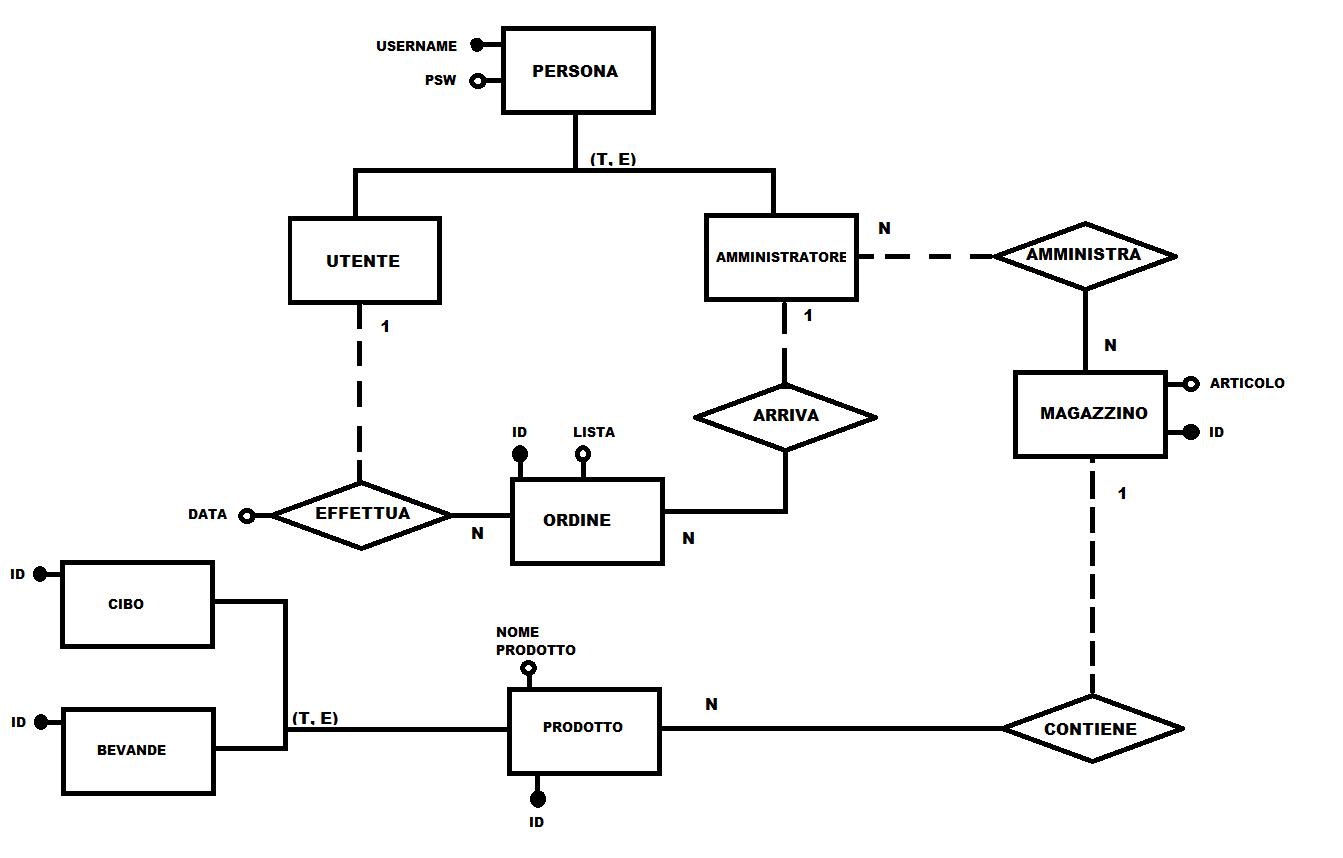 USERNAME
PSW
PERSONA
(T, E)
UTENTE
AMMINISTRATORE
N
AMMINISTRA
1
1
N
ARTICOLO
MAGAZZINO
ID
ARRIVA
ID
LISTA
1
DATA
EFFETTUA
N
ORDINE
N
ID
CIBO
NOME
PRODOTTO
N
ID
BEVANDE
(T, E)
PRODOTTO
CONTIENE
ID